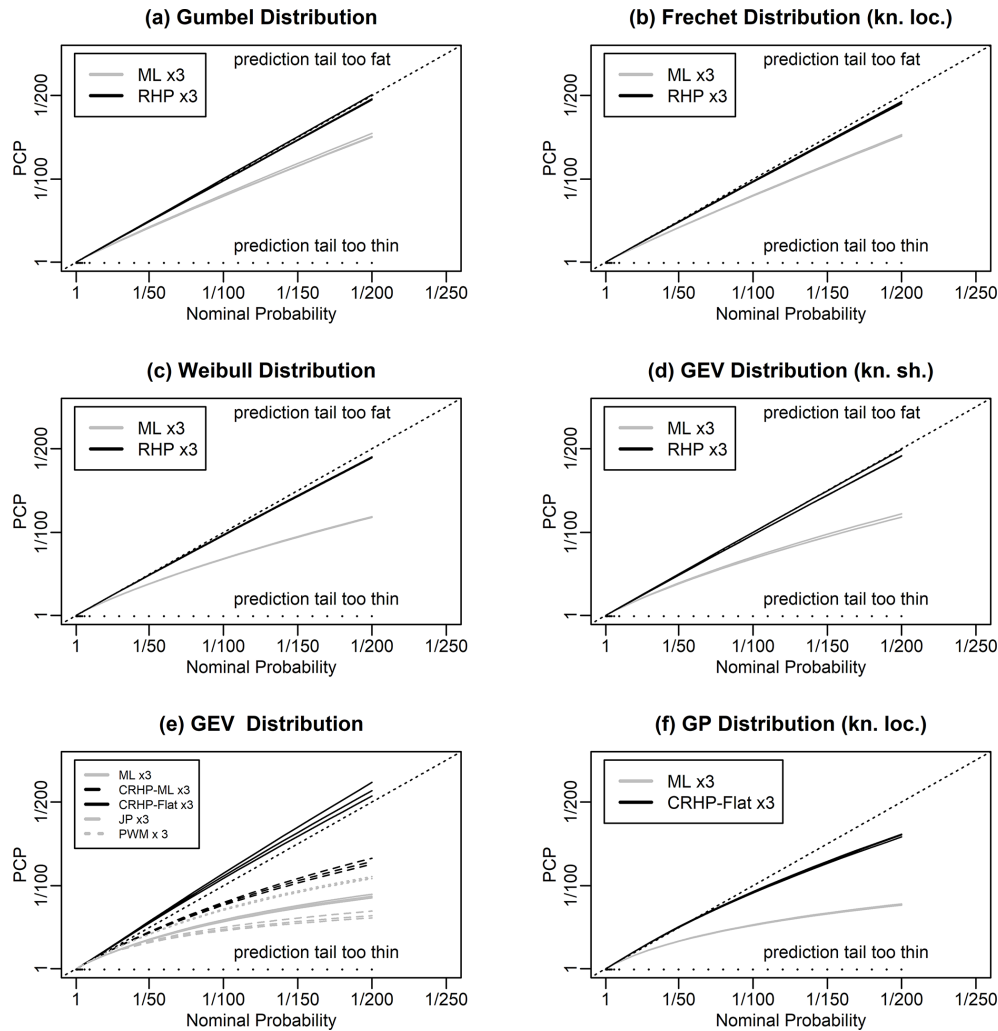 (a) Gumbel Distribution
prediction tail too fat
ML x3
RHP x3
prediction tail too thin
PCP
1 1/100 1/200
1 1/50 1/100 1/150 1/200 1/250
Nominal Probability
(b) Frechet Distribution (kn. loc.)
prediction tail too fat
ML x3
RHP x3
prediction tail too thin
PCP
1 1/100 1/200
1 1/50 1/100 1/150 1/200 1/250
Nominal Probability
(c) Weibull Distribution
prediction tail too fat
ML x3
RHP x3
prediction tail too thin
PCP
1 1/100 1/200
1 1/50 1/100 1/150 1/200 1/250
Nominal Probability
(d) GEV Distribution (kn. sh.)
prediction tail too fat
ML x3
RHP x3
prediction tail too thin
PCP
1 1/100 1/200
1 1/50 1/100 1/150 1/200 1/250
Nominal Probability
(e) GEV Distribution
ML x3
CRHP-ML x3
CRHP-Flat x3
JP x3
PWM x 3
prediction tail too thin
PCP
1 1/100 1/200
1 1/50 1/100 1/150 1/200 1/250
Nominal Probability
(f) GP Distribution (kn. loc.)
ML x3
CRHP-Flat x3
prediction tail too thin
PCP
1 1/100 1/200
1 1/50 1/100 1/150 1/200 1/250
Nominal Probability